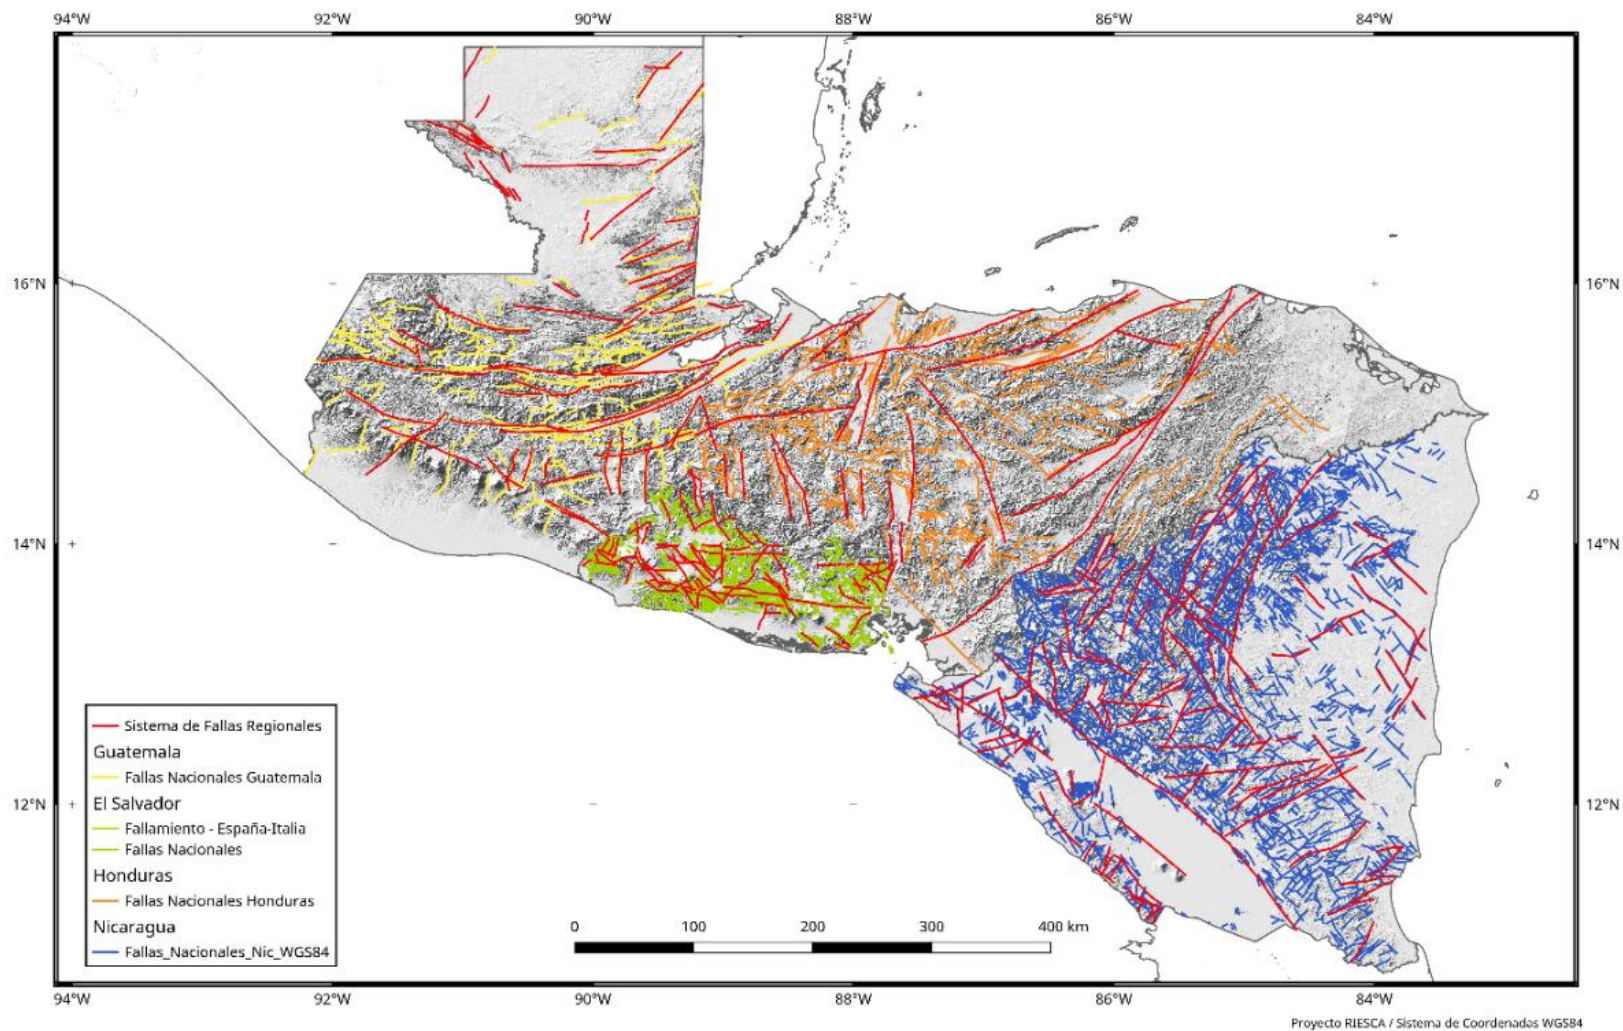 94°W 92°W 90°W 88°W 86°W 84°W
16°N 16°N
14°N 14°N
12°N 12°N
Sistema de Fallas Regionales
Guatemala
Fallas Nacionales Guatemala
El Salvador
Fallamiento - España-Italia
Fallas Nacionales
Honduras
Fallas Nacionales Honduras
Nicaragua
Fallas_Nacionales_Nic_WGS84
0 100 200 300 400 km
94°W 92°W 90°W 88°W 86°W 84°W
Proyecto RIESCA / Sistema de Coordenadas WGS84